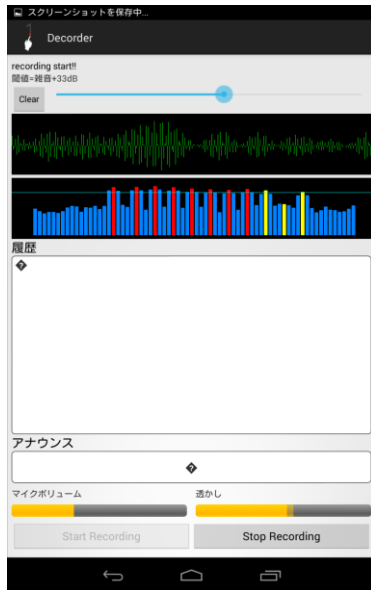 スクリーンショットを保存中...
Decorder
recording start!!
閾値=雑音+33dB
Clear
履歴
�
アナウンス
�
マイクボリューム 透かし
Start Recording Stop Recording